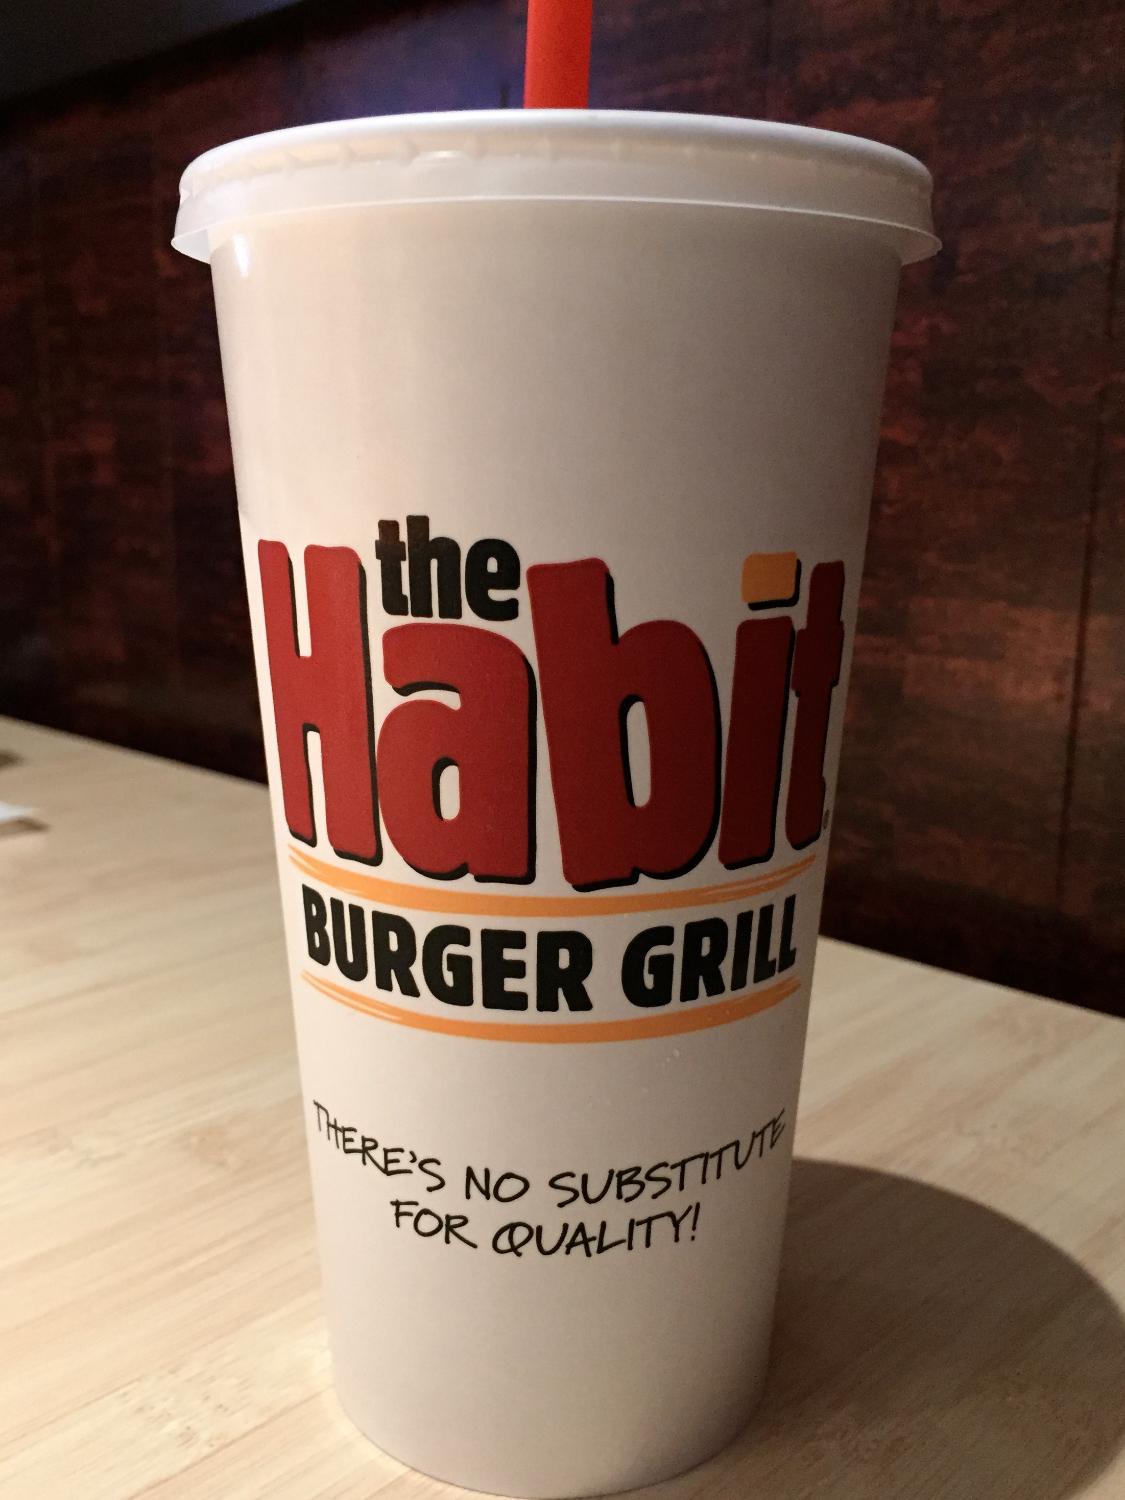 the
Habit
BURGER GRILL
THERE'S NO SUBSTITUTE
FOR QUALITY!